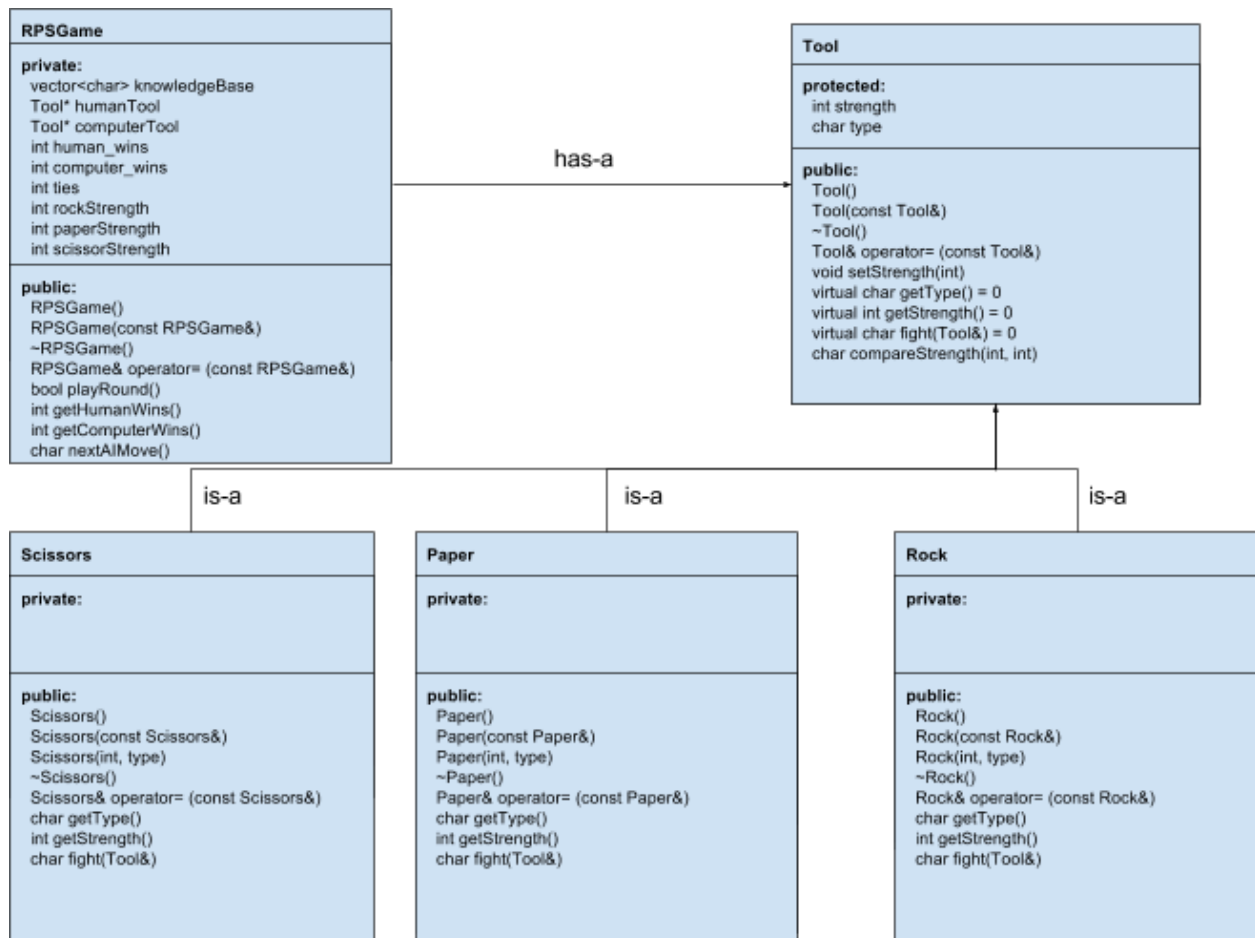 RPSGame
private:
vector<char> knowledgeBase
Tool* humanTool
Tool* computerTool
int human_wins
int computer_wins
int ties
int rockStrength
int paperStrength
int scissorStrength
public:
RPSGame()
RPSGame(const RPSGame&)
~RPSGame()
RPSGame& operator= (const RPSGame&)
bool playRound()
int getHumanWins()
int getComputerWins()
char nextAIMove()
has-a
Tool
protected:
int strength
char type
public:
Tool()
Tool(const Tool&)
~Tool()
Tool& operator= (const Tool&)
void setStrength(int)
virtual char getType() = 0
virtual int getStrength() = 0
virtual char fight(Tool&) = 0
char compareStrength(int, int)
is-a
is-a
is-a
Scissors
private:
public:
Scissors()
Scissors(const Scissors&)
Scissors(int, type)
~Scissors()
Scissors& operator= (const Scissors&)
char getType()
int getStrength()
char fight(Tool&)
Paper
private:
public:
Paper()
Paper(const Paper&)
Paper(int, type)
~Paper()
Paper& operator= (const Paper&)
char getType()
int getStrength()
char fight(Tool&)
Rock
private:
public:
Rock()
Rock(const Rock&)
Rock(int, type)
~Rock()
Rock& operator= (const Rock&)
char getType()
int getStrength()
char fight(Tool&)